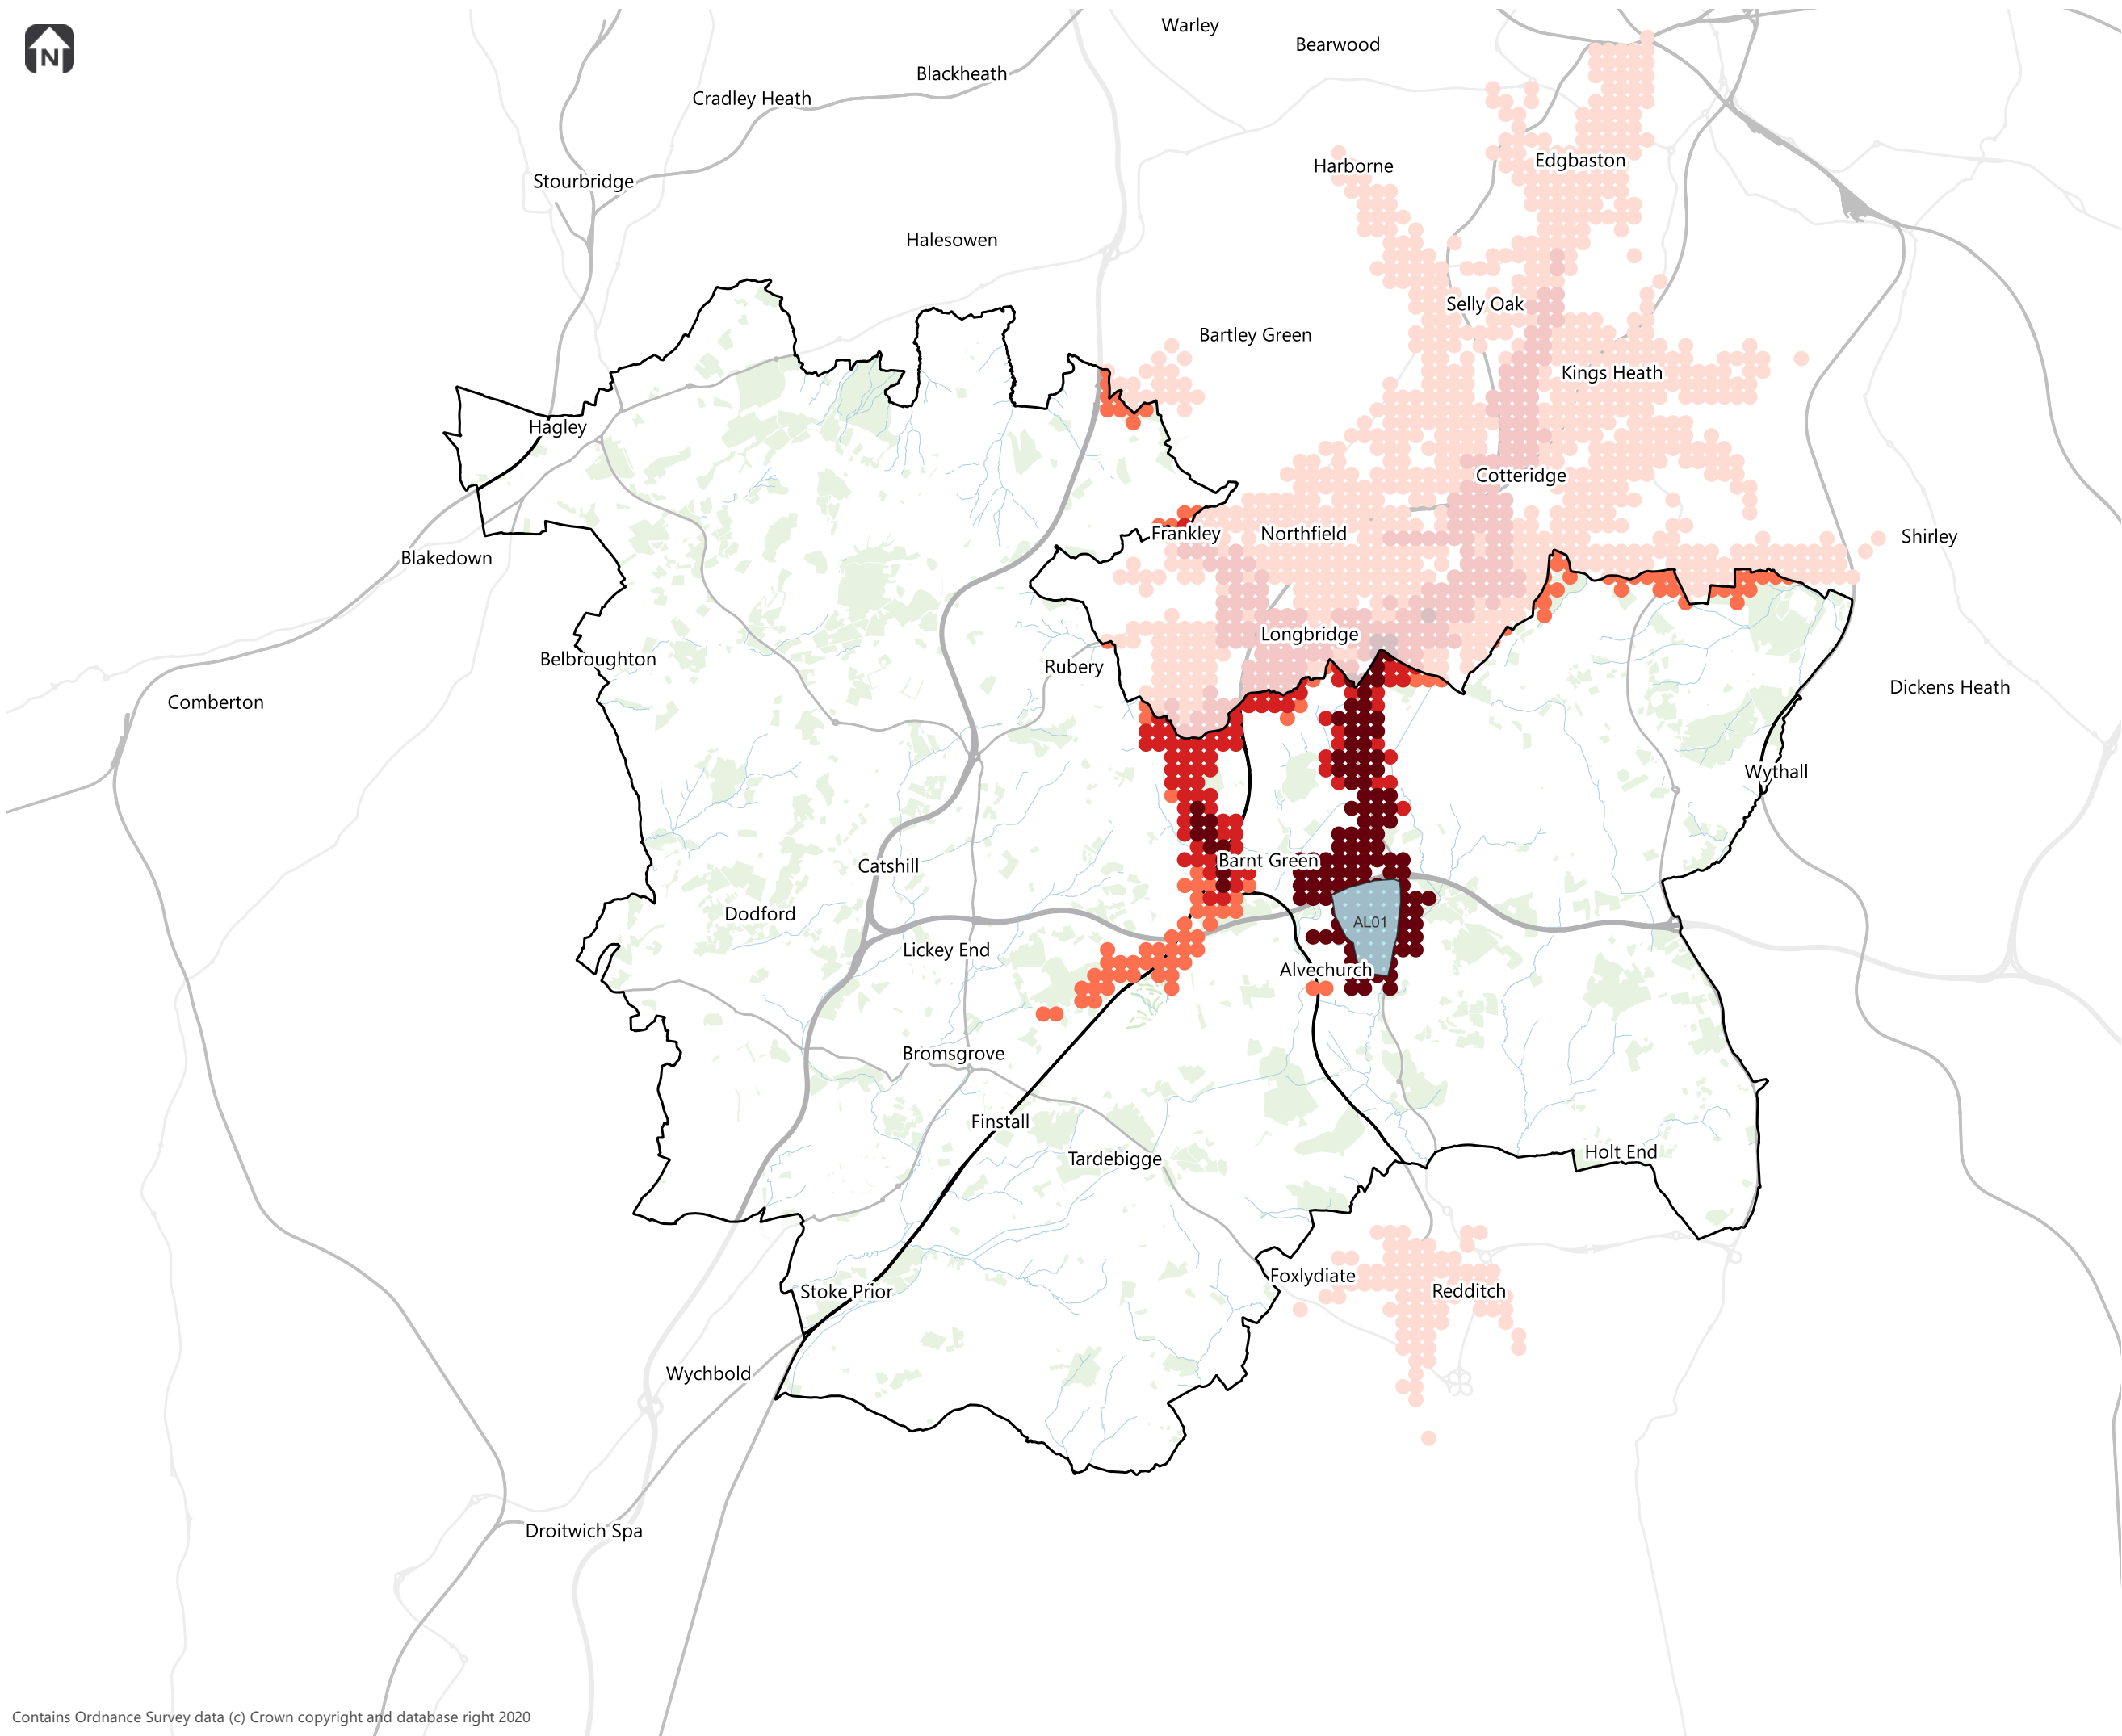 Warley
Bearwood
Blackheath
Cradley Heath
Edgbaston
Harborne
Stourbridge
Halesowen
Selly Oak
Bartley Green
Kings Heath
Hagley
Cotteridge
Frankley
Northfield
Shirley
Blakedown
Longbridge
Belbroughton
Rubery
Dickens Heath
Comberton
Wythall
Barnt Green
Catshill
Dodford
AL01
Lickey End
Alvechurch
Bromsgrove
Finstall
Holt End
Tardebigge
Foxlydiate
Redditch
Stoke Prior
Wychbold
Droitwich Spa
Contains Ordnance Survey data (c) Crown copyright and database right 2020
N